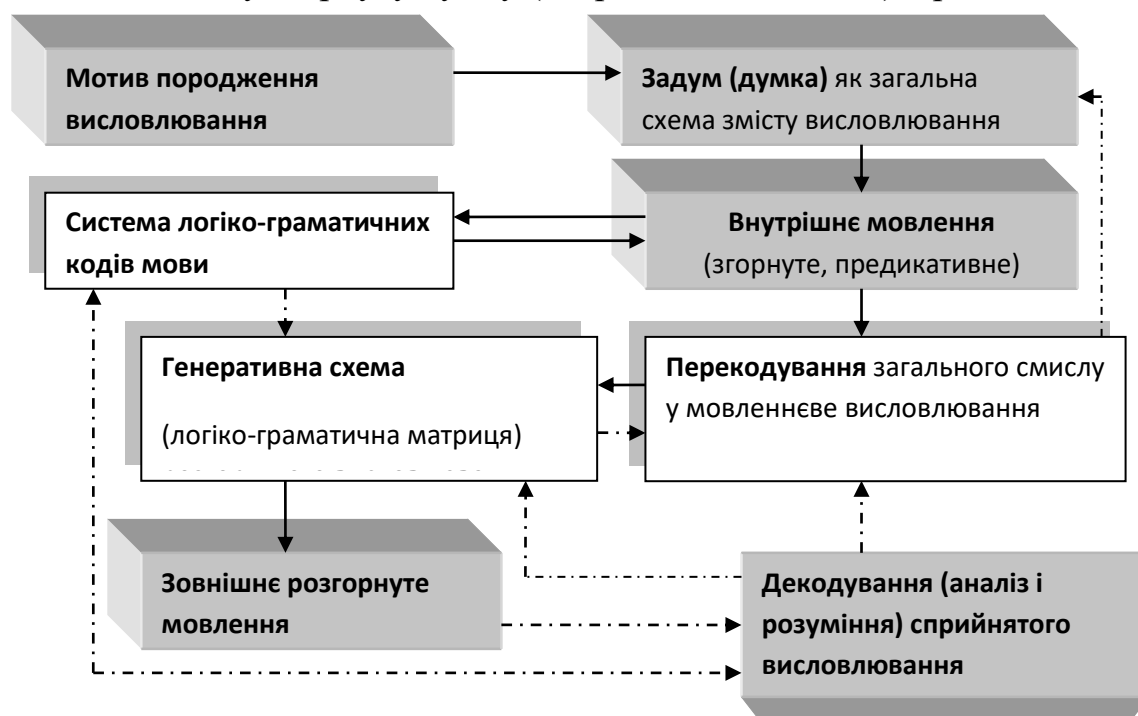 Мотив породження
висловлювання
Задум (думка) як загальна
схема змісту висловлювання
Система логіко-граматичних
кодів мови
Внутрішнє мовлення
(згорнуте, предикативне)
Генеративна схема
(логіко-граматична матриця)
Перекодування загального смислу
у мовленнєве висловлювання
Зовнішнє розгорнуте
мовлення
Декодування (аналіз і
розуміння) сприйнятого
висловлювання